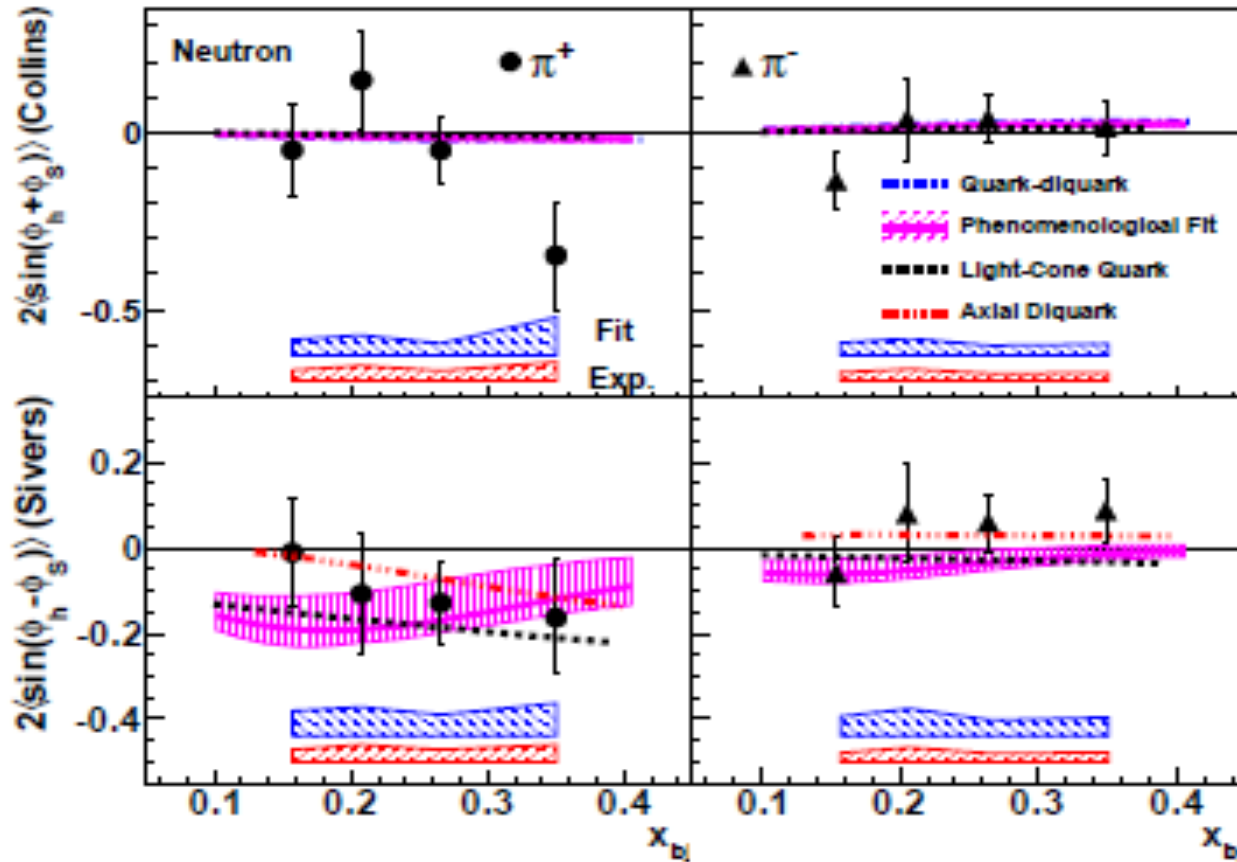 2⟨sin(ϕh+ϕS)⟩ (Collins)
Neutron
π+
π-
0
-0.5
Quark-diquark
Phenomenological Fit
Light-Cone Quark
Axial Diquark
Fit
Exp.
2⟨sin(ϕh-ϕS)⟩ (Sivers)
0.2
0
-0.2
-0.4
0.1 0.2 0.3 0.4 0.1 0.2 0.3 0.4
xbj xb